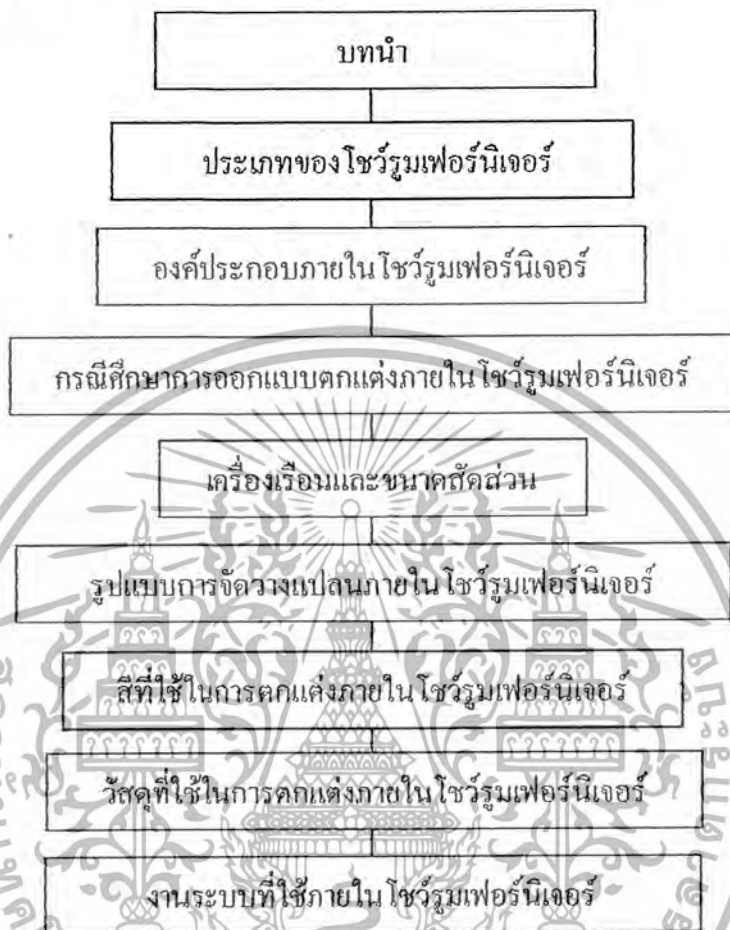 บทนำ
ประเภทของโชว์รูมเฟอร์นิเจอร์
องค์ประกอบภายในโชว์รูมเฟอร์นิเจอร์
กรณีศึกษาการออกแบบตกแต่งภายในโชว์รูมเฟอร์นิเจอร์
เครื่องเรือนและขนาดสัดส่วน
รูปแบบการจัดวางแปลนภายในโชว์รูมเฟอร์นิเจอร์
สีที่ใช้ในการตกแต่งภายในโชว์รูมเฟอร์นิเจอร์
วัสดุที่ใช้ในการตกแต่งภายในโชว์รูมเฟอร์นิเจอร์
งานระบบที่ใช้ภายในโชว์รูมเฟอร์นิเจอร์